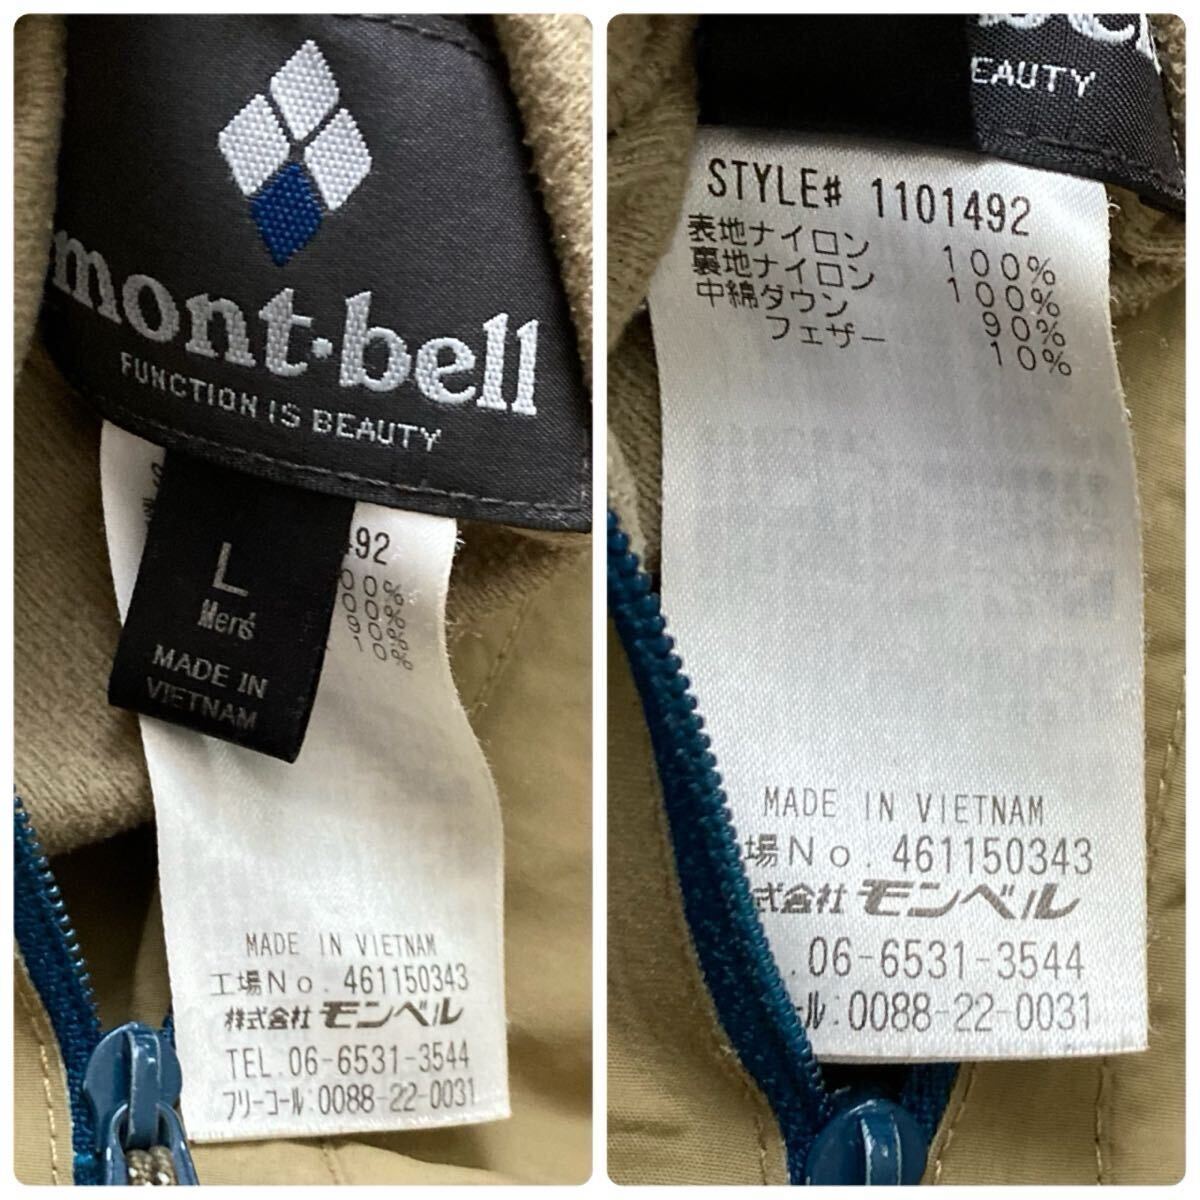 mont·bell
FUNCTION IS BEAUTY
L
Men's
MADE IN
VIETNAM
492
00%
00%
90%
10%
MADE IN VIETNAM
工場No. 461150343
株式会社 モンベル
TEL. 06-6531-3544
フリーコール:0088-22-0031
EAUTY
STYLE# 1101492
表地ナイロン 100%
裏地ナイロン 100%
中綿ダウン 90%
フェザー 10%
MADE IN VIETNAM
場No. 461150343
式会社 モンベル
. 06-6531-3544
ール:0088-22-0031